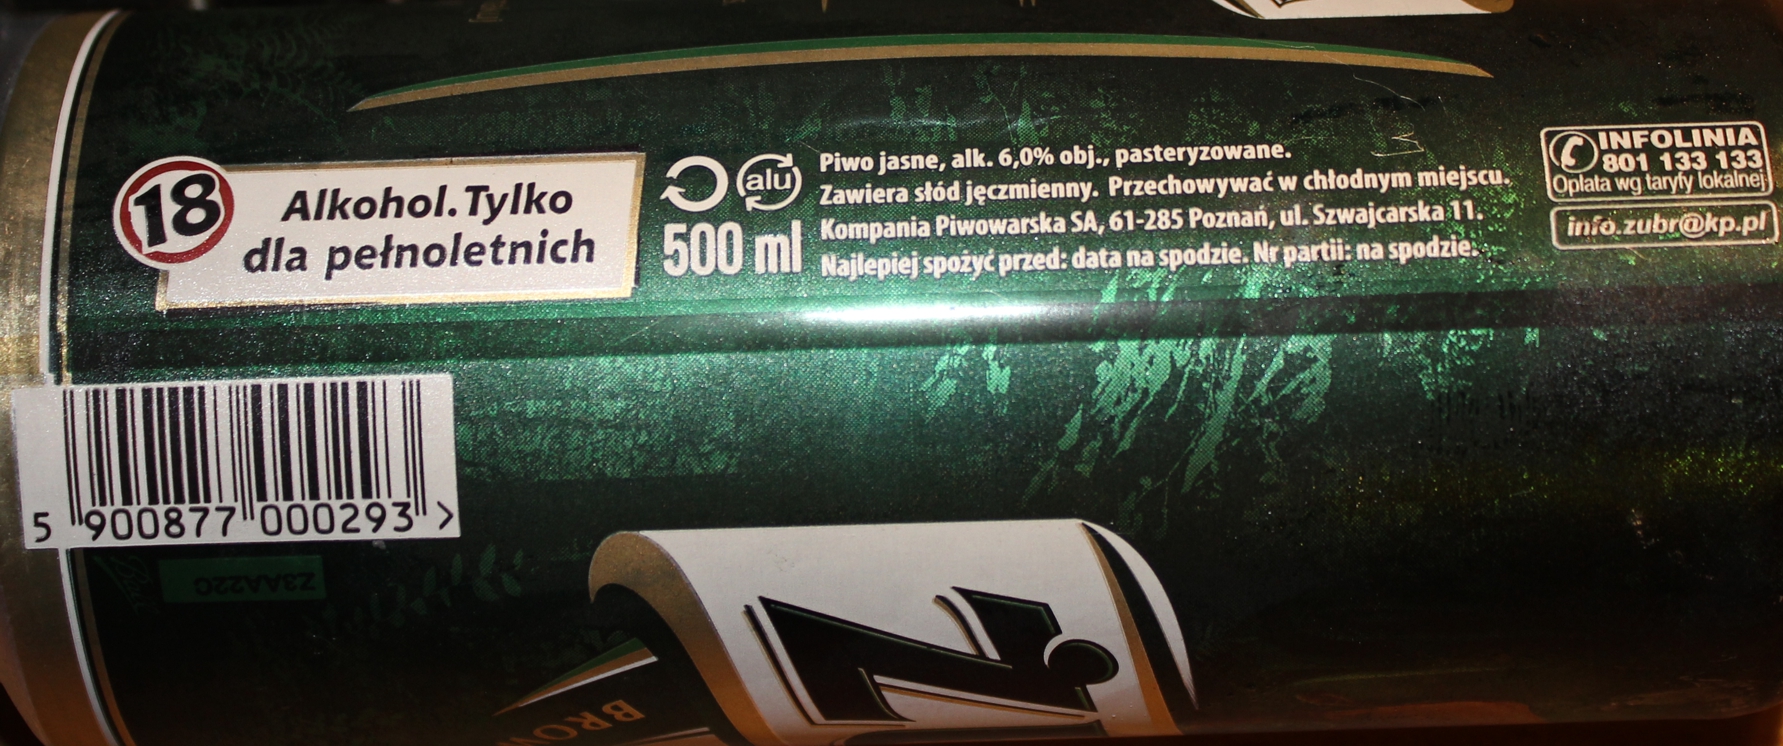 18
Alkohol. Tylko
dla pełnoletnich
alu
500 ml
Piwo jasne, alk. 6,0% obj., pasteryzowane.
Zawiera słód jęczmienny. Przechowywać w chłodnym miejscu.
Kompania Piwowarska SA, 61-285 Poznań, ul. Szwajcarska 11.
Najlepiej spożyć przed: data na spodzie. Nr partii: na spodzie.
INFOLINIA
801 133 133
Opłata wg taryfy lokalnej
info.zubr@kp.pl
5 900877 000293 >
Z3AA22C
Ż